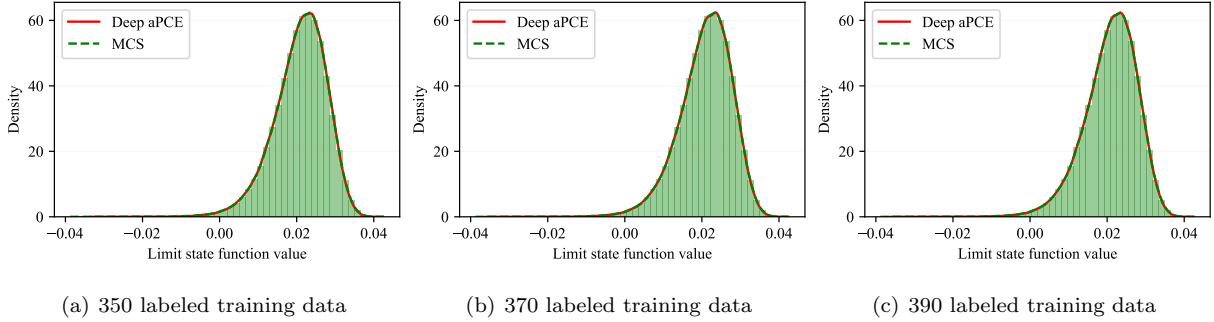 Deep aPCE
MCS
Density
60
40
20
0
−0.04
−0.02
0.00
0.02
0.04
Limit state function value
(a) 350 labeled training data
Deep aPCE
MCS
Density
60
40
20
0
−0.04
−0.02
0.00
0.02
0.04
Limit state function value
(b) 370 labeled training data
Deep aPCE
MCS
Density
60
40
20
0
−0.04
−0.02
0.00
0.02
0.04
Limit state function value
(c) 390 labeled training data